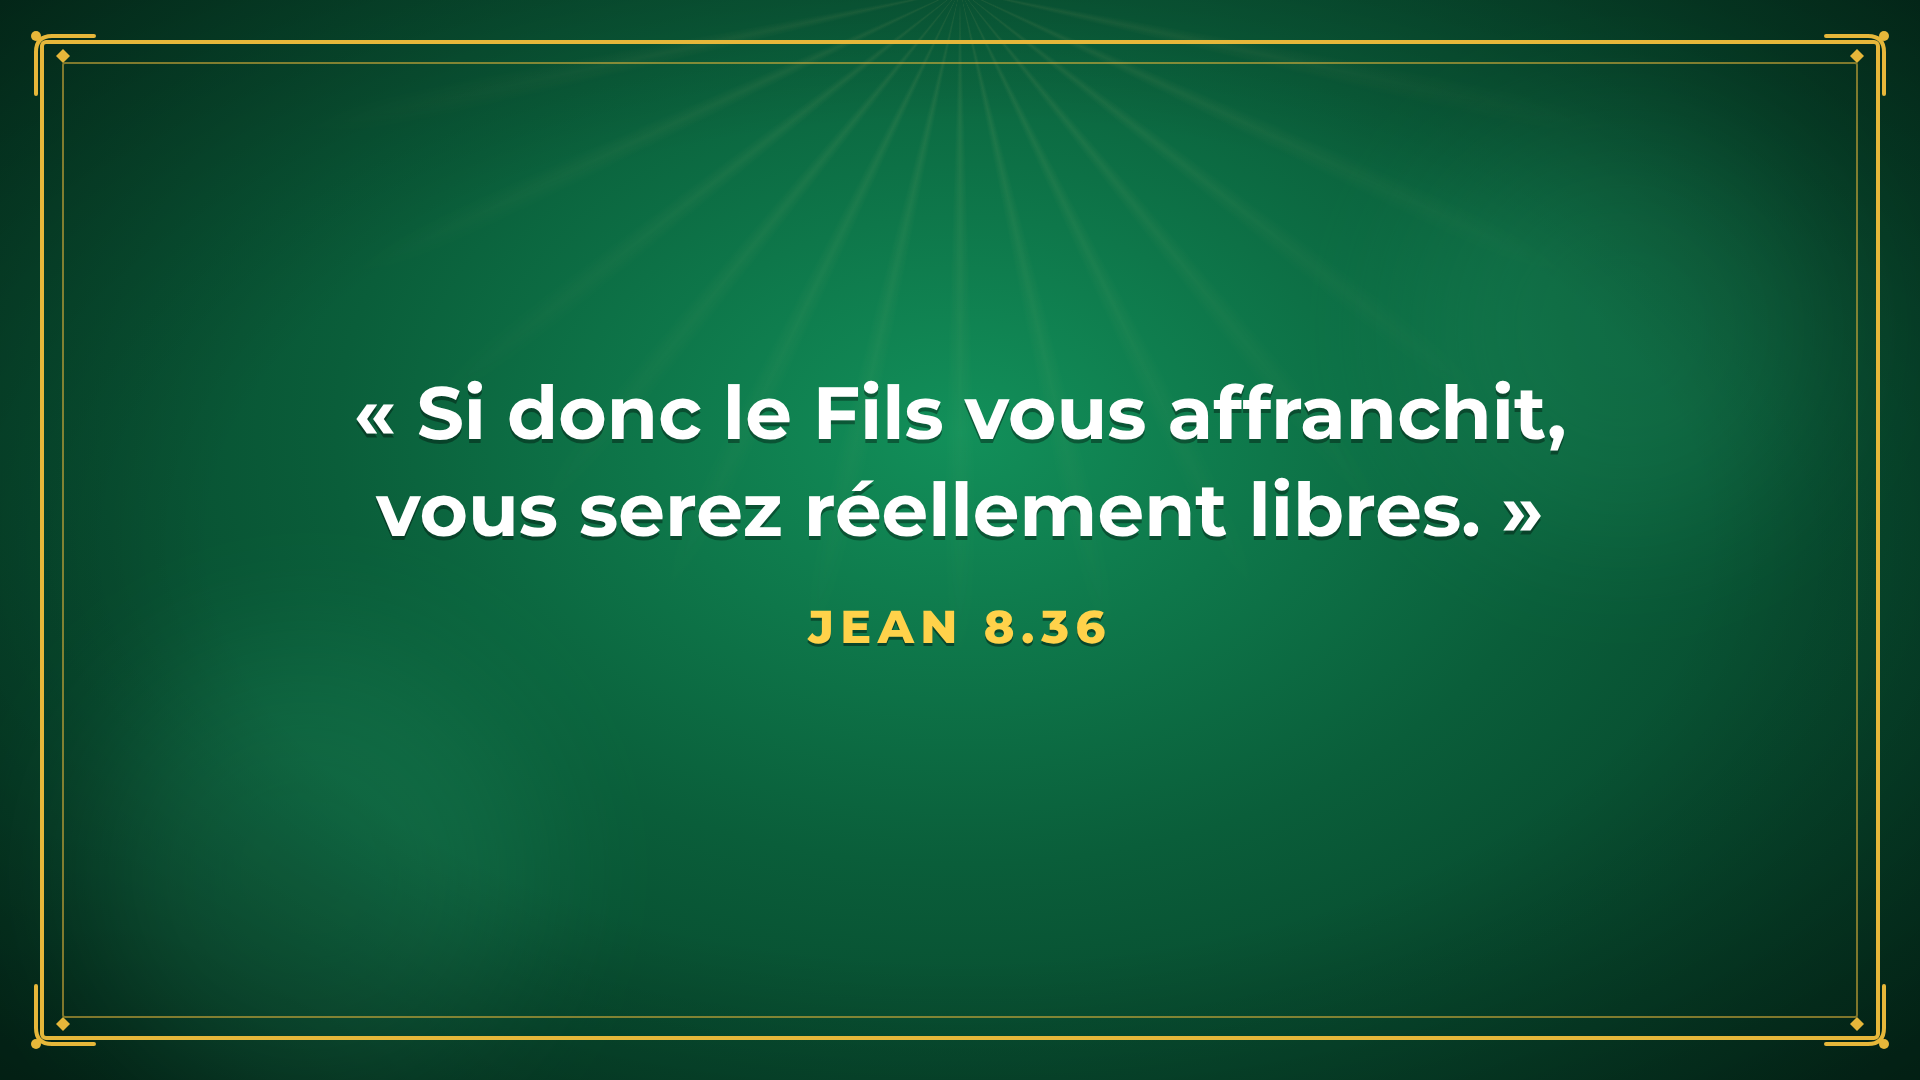 « Si donc le Fils vous affranchit,
vous serez réellement libres. »
JEAN 8.36